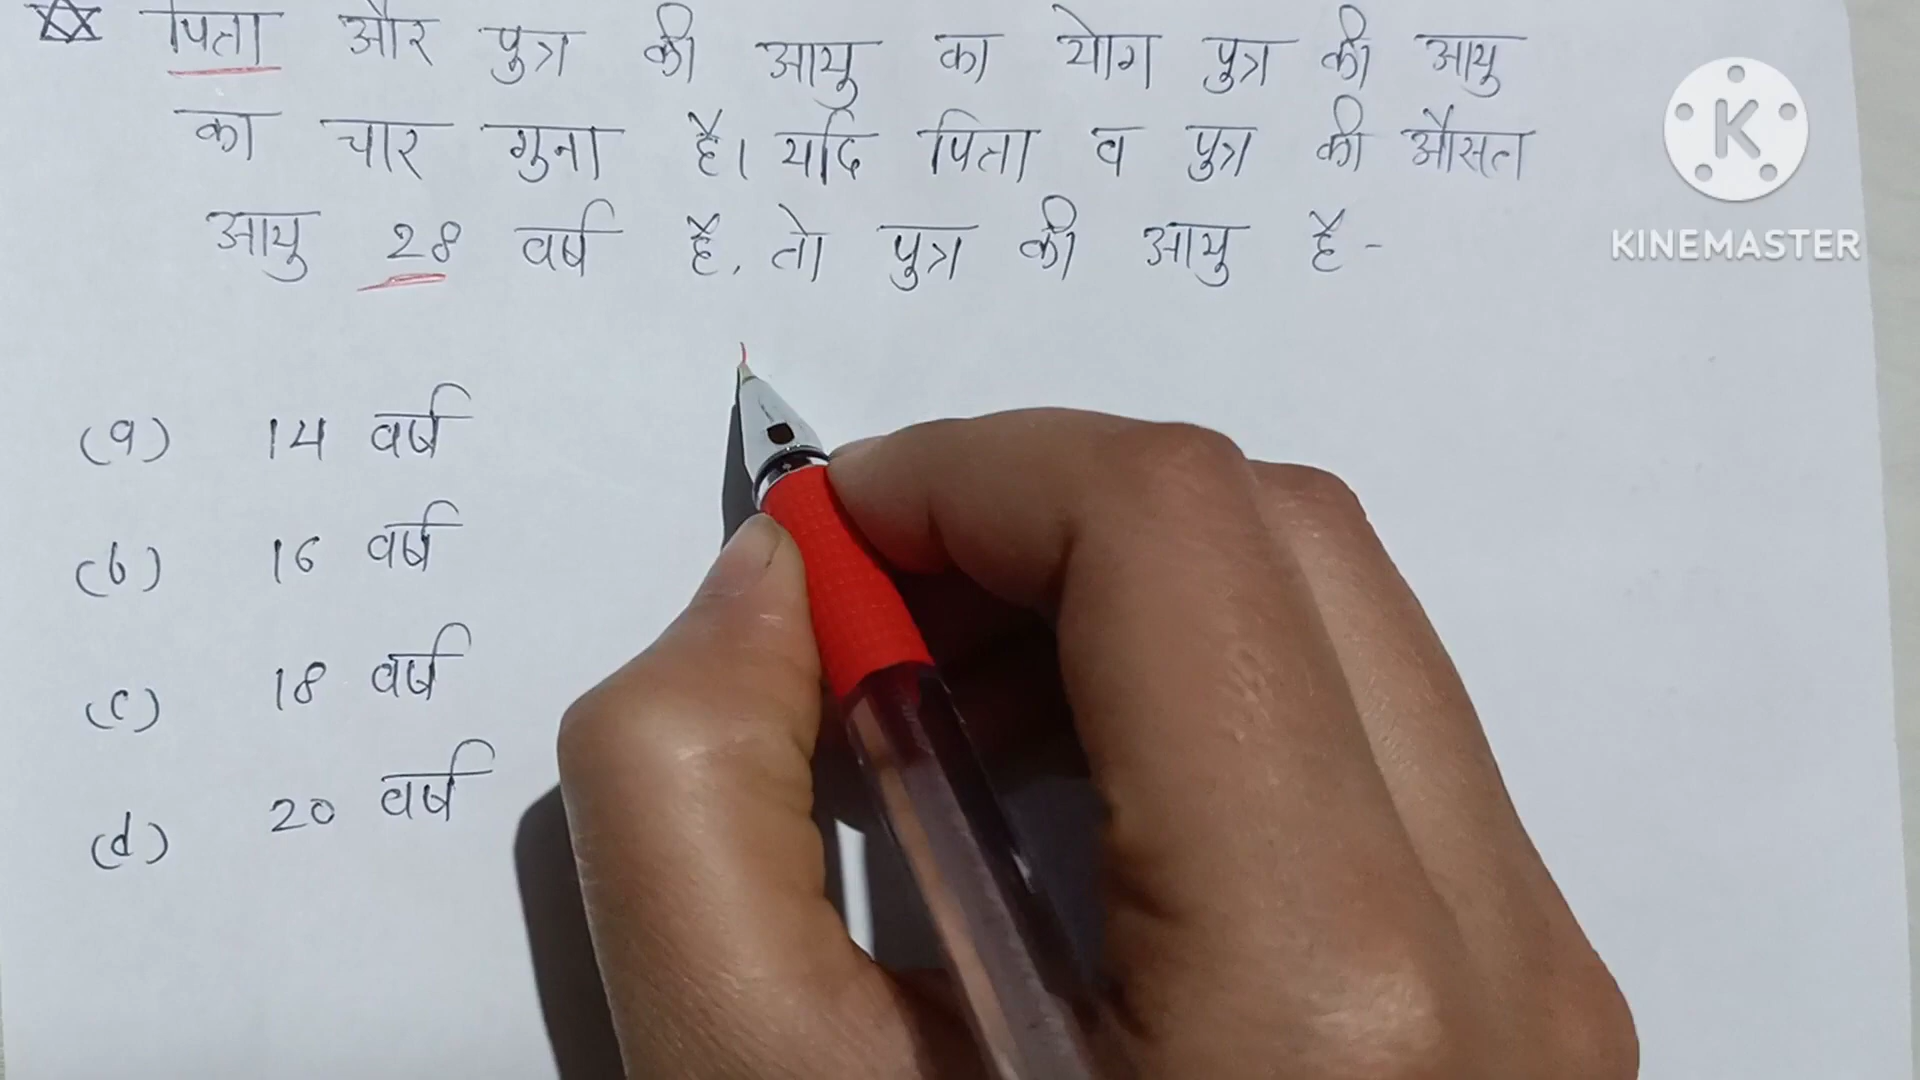 पिता और पुत्र की आयु का योग पुत्र की आयु
का चार गुना है। यदि पिता व पुत्र की औसत
आयु 28 वर्ष है, तो पुत्र की आयु है -
(a) 14 वर्ष
(b) 16 वर्ष
(c) 18 वर्ष
(d) 20 वर्ष
K
KINEMASTER